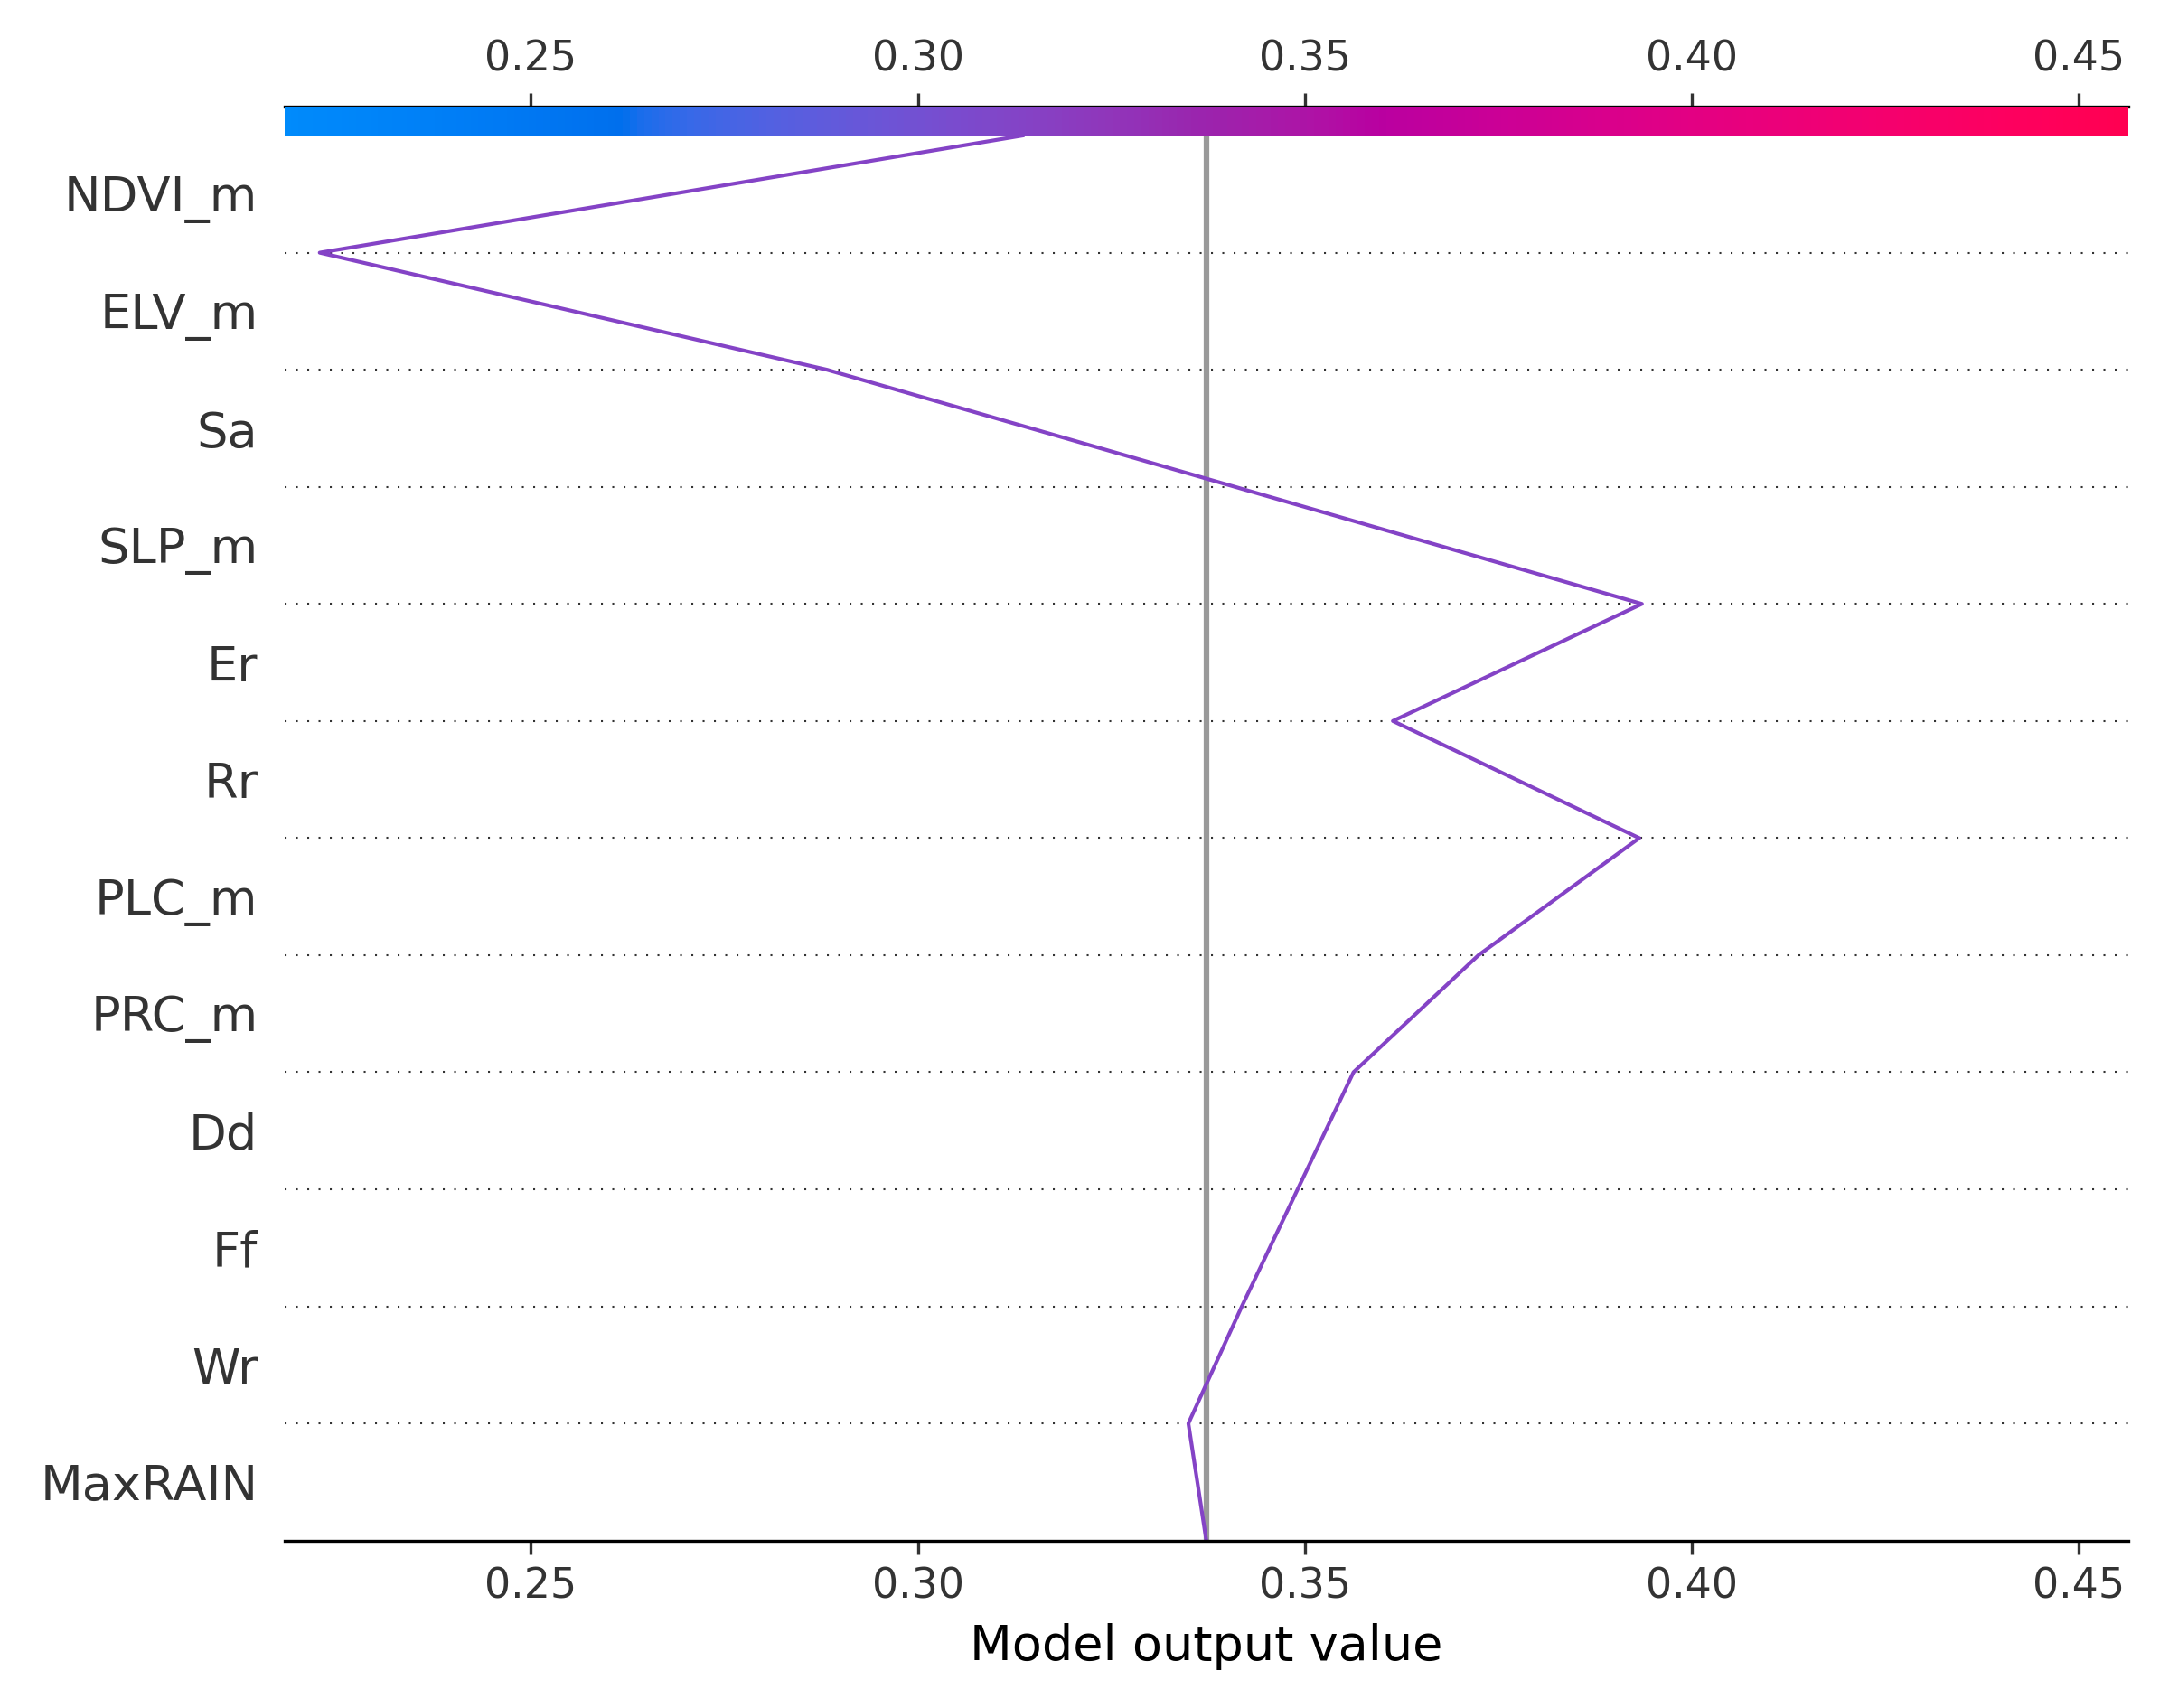 0.25 0.30 0.35 0.40 0.45
NDVI_m
ELV_m
Sa
SLP_m
Er
Rr
PLC_m
PRC_m
Dd
Ff
Wr
MaxRAIN
0.25 0.30 0.35 0.40 0.45
Model output value